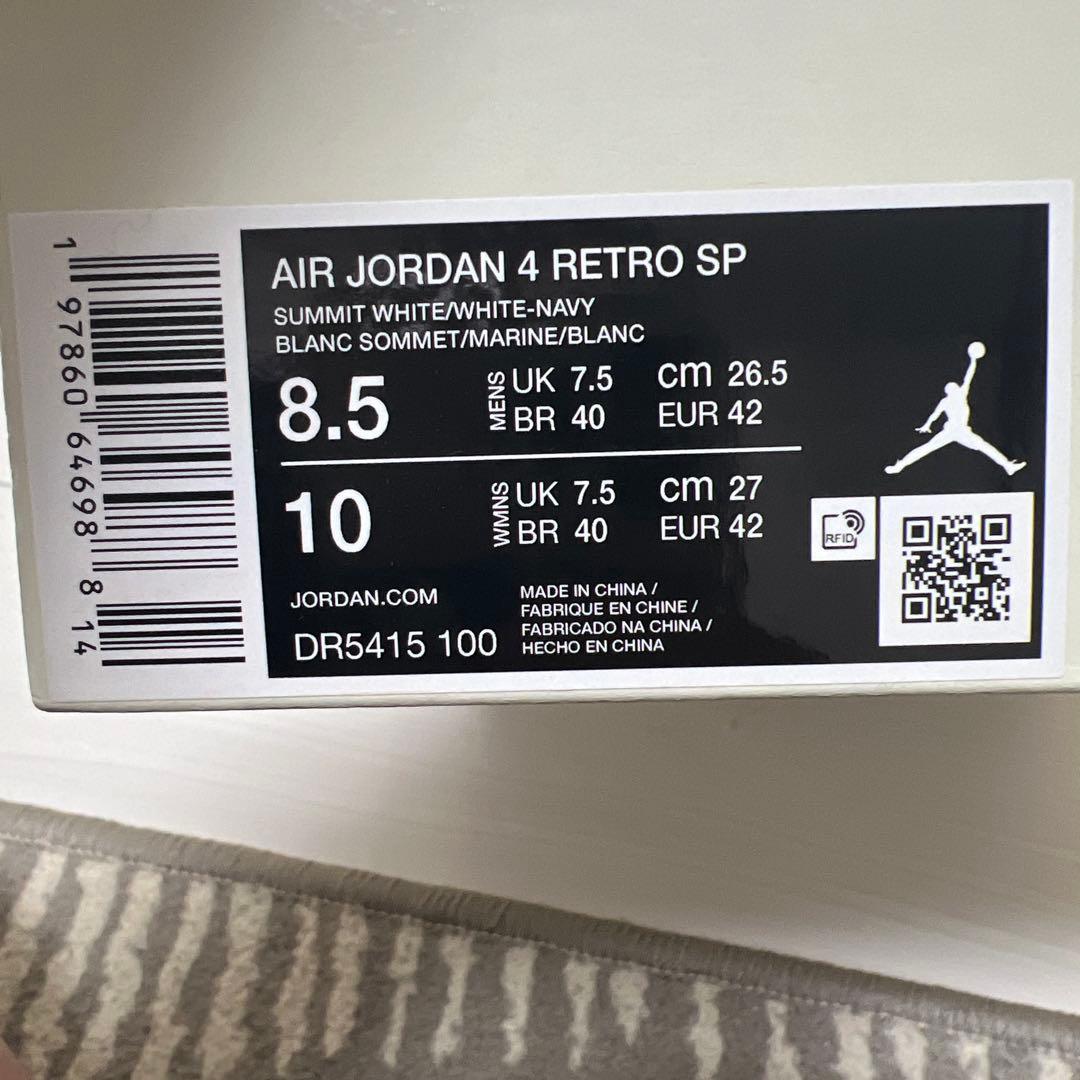 1 97860 64698 8 14
AIR JORDAN 4 RETRO SP
SUMMIT WHITE/WHITE-NAVY
BLANC SOMMET/MARINE/BLANC
8.5 MENS UK 7.5 cm 26.5
BR 40 EUR 42
10 WMNS UK 7.5 cm 27
BR 40 EUR 42
RFID
JORDAN.COM
DR5415 100
MADE IN CHINA /
FABRIQUE EN CHINE /
FABRICADO NA CHINA /
HECHO EN CHINA